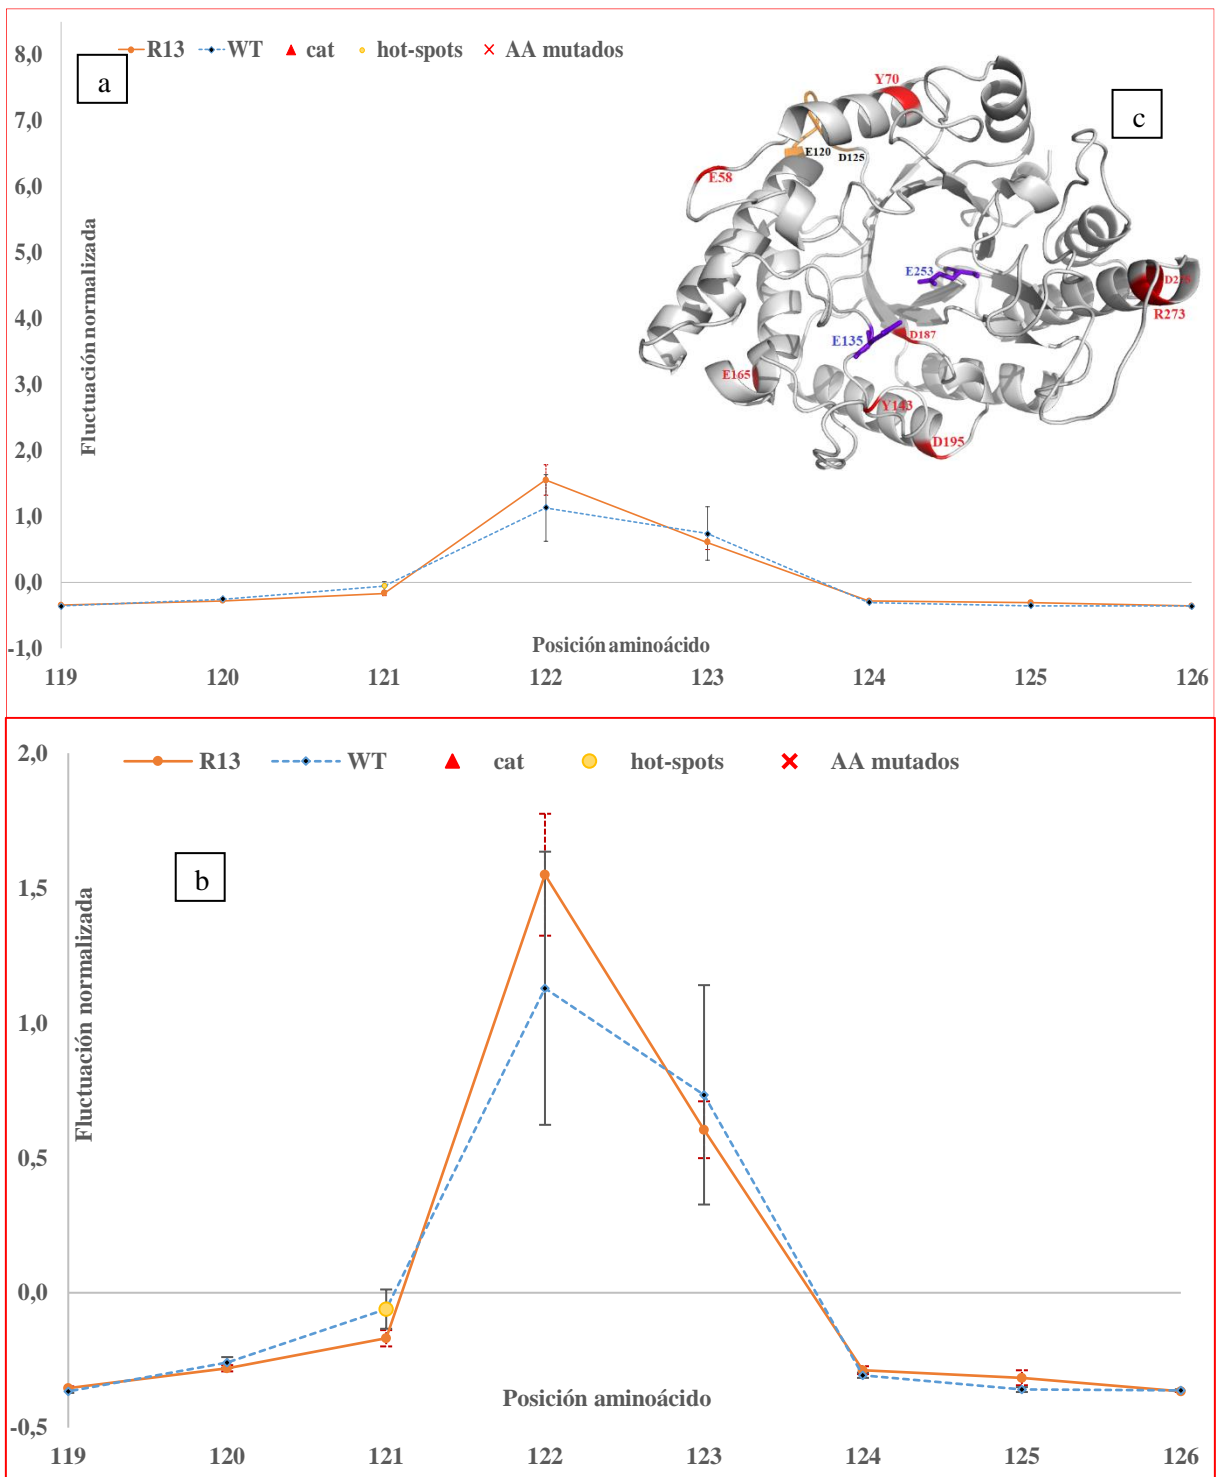 R13 WT cat hot-spots AA mutados
a
c
8,0
7,0
6,0
5,0
4,0
3,0
2,0
1,0
0,0
-1,0
Fluctuación normalizada
Y70
E120
D125
E58
E253
R273
E135
D187
E165
Y143
D195
Posición aminoácido
119 120 121 122 123 124 125 126
R13 WT cat hot-spots AA mutados
b
2,0
1,5
1,0
0,5
0,0
-0,5
Fluctuación normalizada
Posición aminoácido
119 120 121 122 123 124 125 126